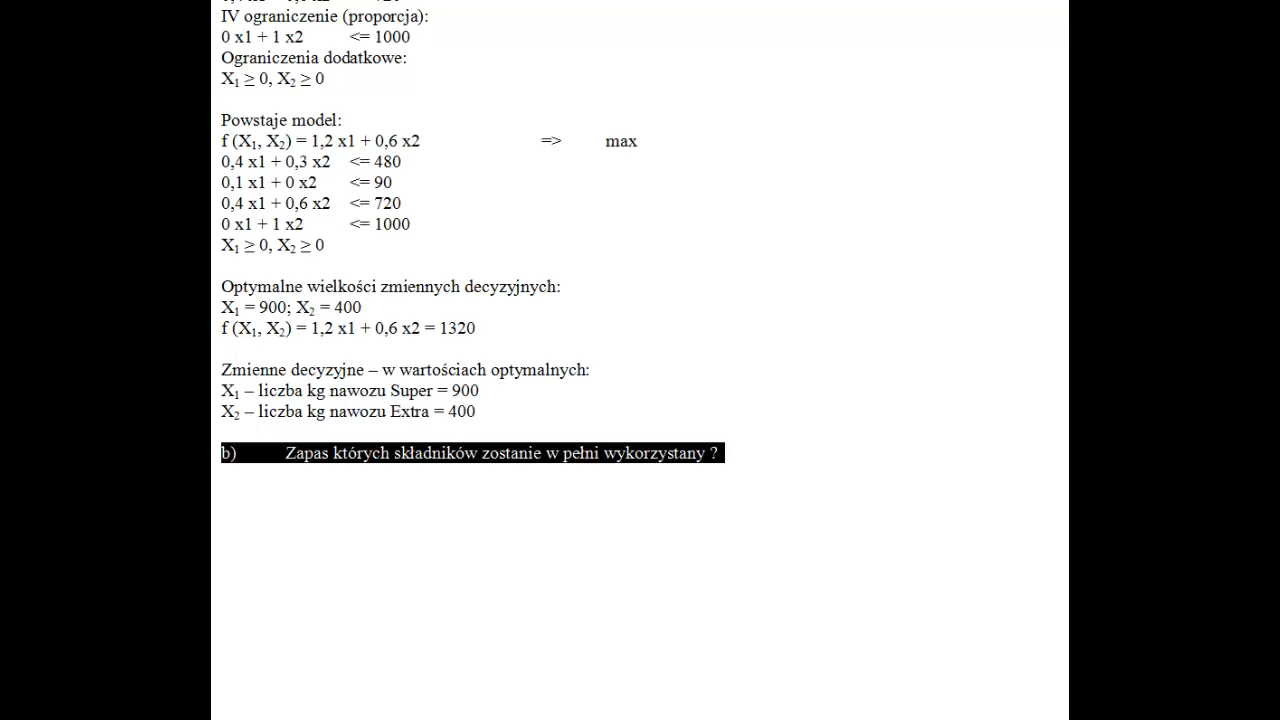 IV ograniczenie (proporcja):
0 x1 + 1 x2 <= 1000
Ograniczenia dodatkowe:
X₁ ≥ 0, X₂ ≥ 0
Powstaje model:
f (X₁, X₂) = 1,2 x1 + 0,6 x2 => max
0,4 x1 + 0,3 x2 <= 480
0,1 x1 + 0 x2 <= 90
0,4 x1 + 0,6 x2 <= 720
0 x1 + 1 x2 <= 1000
X₁ ≥ 0, X₂ ≥ 0
Optymalne wielkości zmiennych decyzyjnych:
X₁ = 900; X₂ = 400
f (X₁, X₂) = 1,2 x1 + 0,6 x2 = 1320
Zmienne decyzyjne – w wartościach optymalnych:
X₁ – liczba kg nawozu Super = 900
X₂ – liczba kg nawozu Extra = 400
b) Zapas których składników zostanie w pełni wykorzystany ?